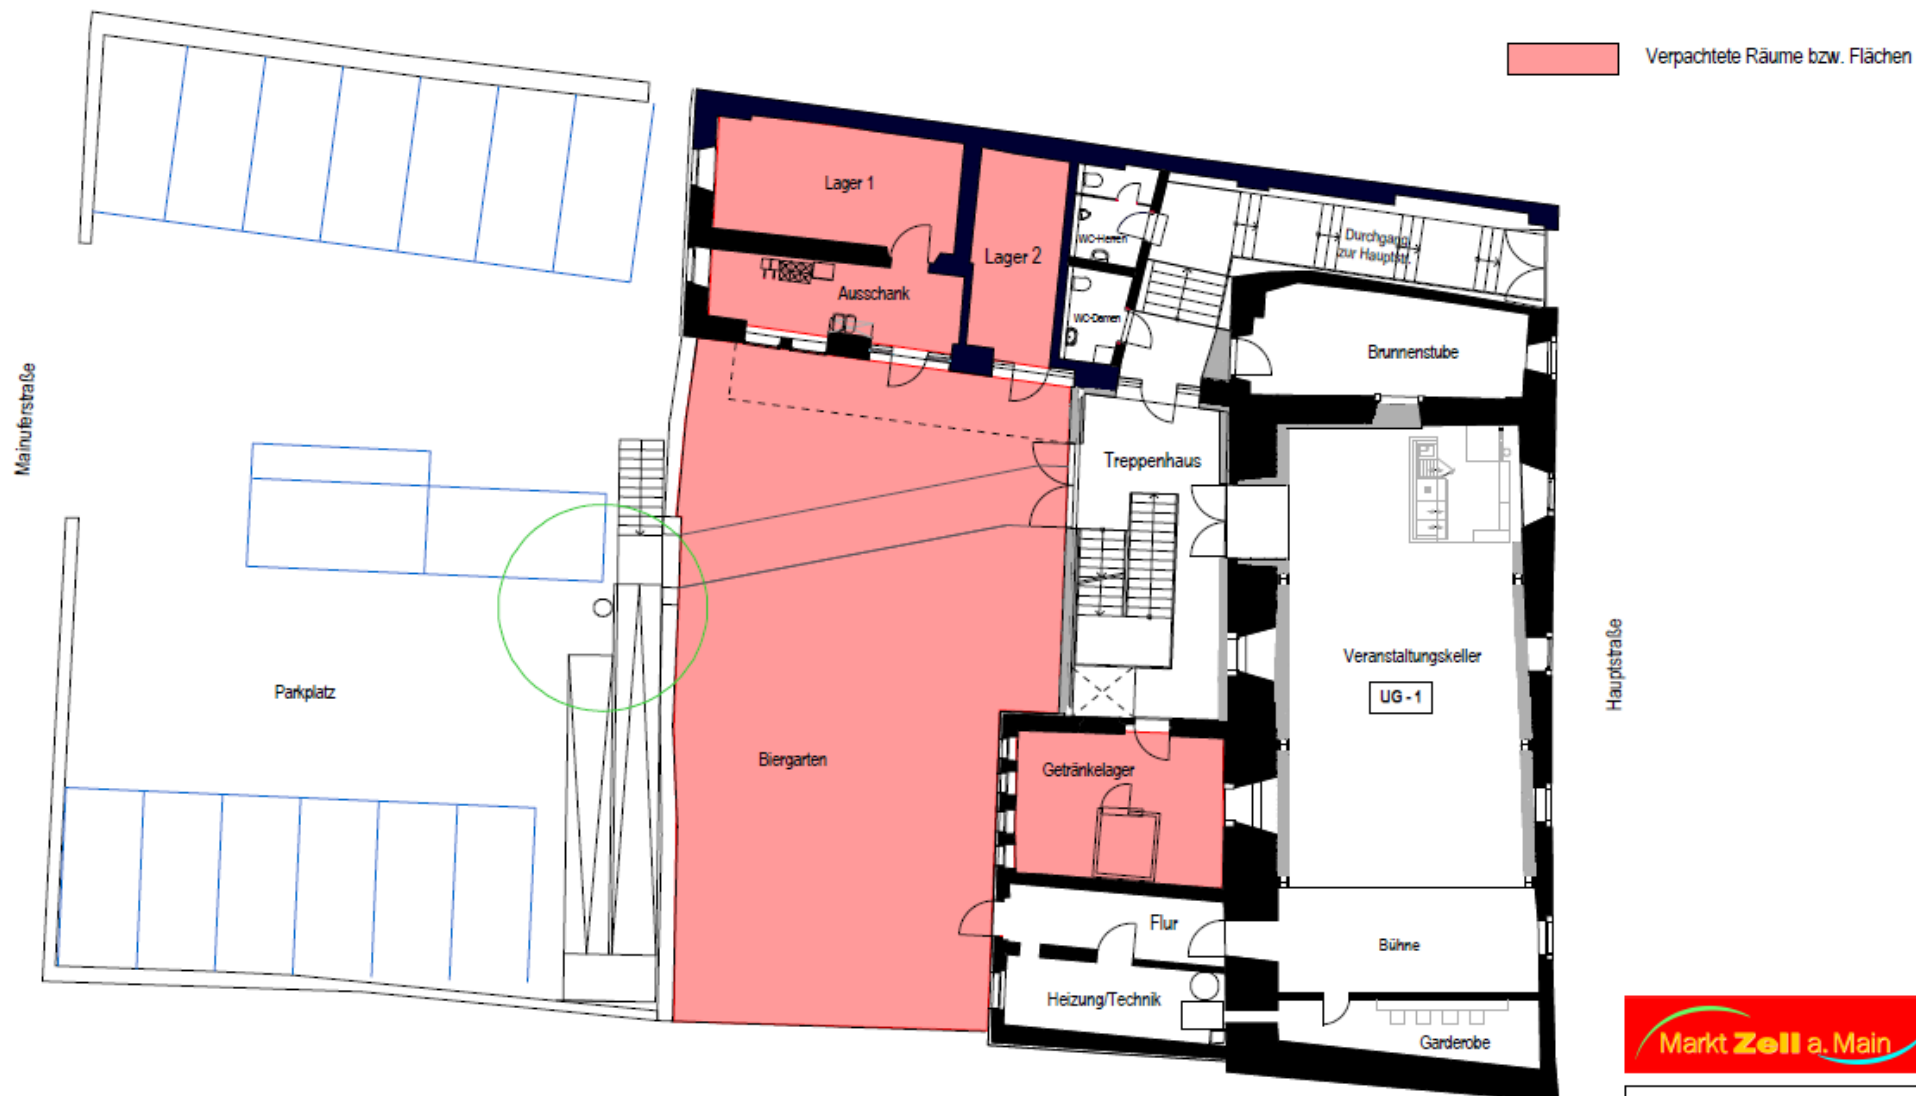 Verpachtete Räume bzw. Flächen
Lager 1
Lager 2
WC-Herren
Durchgang
zur Hauptstr.
Ausschank
WC-Damen
Brunnenstube
Mainuferstraße
Treppenhaus
Veranstaltungskeller
UG - 1
Hauptstraße
Parkplatz
Biergarten
Getränkelager
Flur
Bühne
Heizung/Technik
Garderobe
Markt Zell a. Main